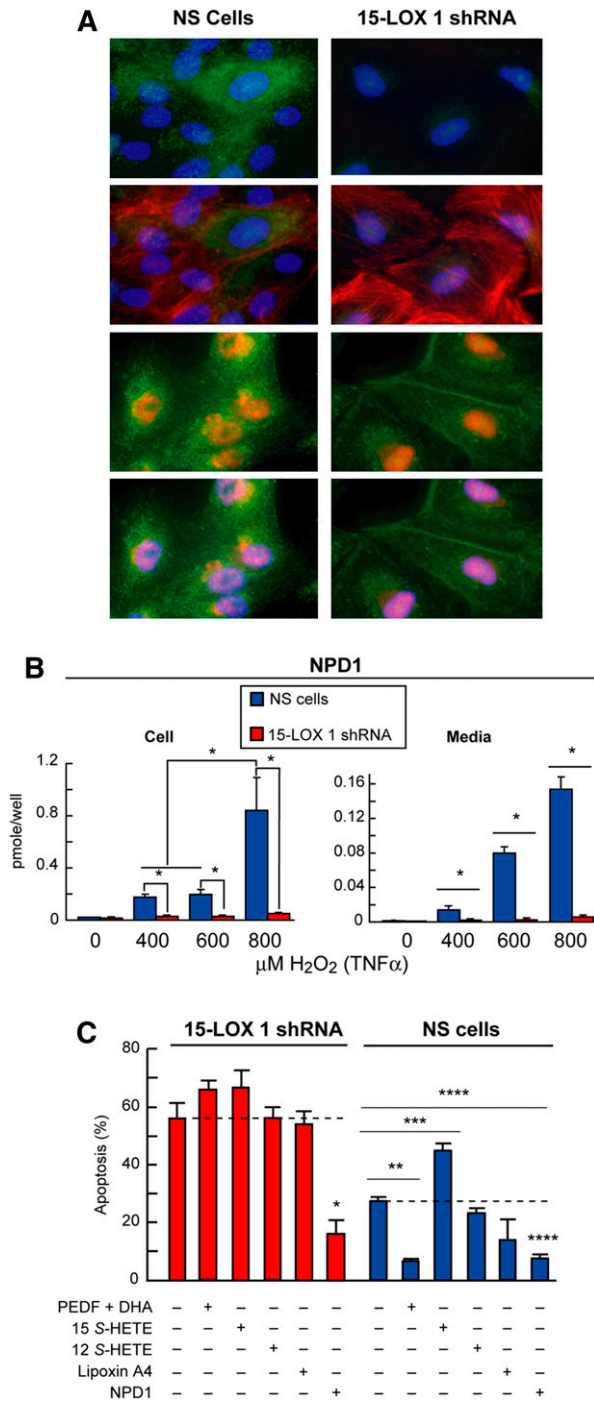 A
NS Cells 15-LOX 1 shRNA
B
NPD1
NS cells
15-LOX 1 shRNA
Cell Media
pmole/well
1.2
0.8
0.4
0
0.16
0.12
0.08
0.04
0
* * * *
* * *
0 400 600 800 0 400 600 800
μM H₂O₂ (TNFα)
C
15-LOX 1 shRNA NS cells
Apoptosis (%)
80
60
40
20
0
****
***
**
* ****
PEDF + DHA – + – – – – – + – – – –
15 S-HETE – – + – – – – – + – – –
12 S-HETE – – – + – – – – – + – –
Lipoxin A4 – – – – + – – – – – + –
NPD1 – – – – – + – – – – – +